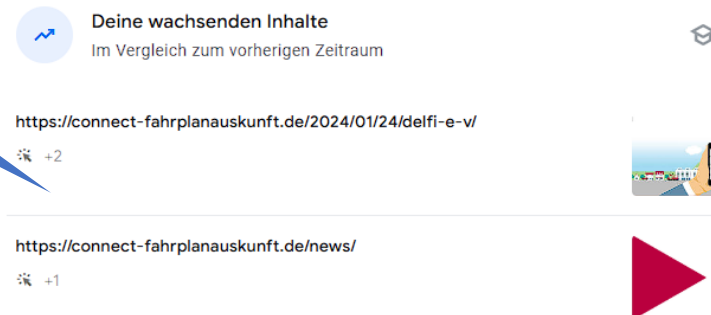 Deine wachsenden Inhalte
Im Vergleich zum vorherigen Zeitraum
https://connect-fahrplanauskunft.de/2024/01/24/delfi-e-v/
+2
https://connect-fahrplanauskunft.de/news/
+1